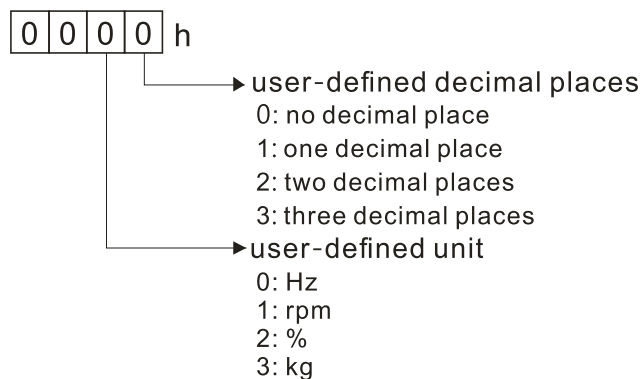 0 0 0 0 h
user-defined decimal places
0: no decimal place
1: one decimal place
2: two decimal places
3: three decimal places
user-defined unit
0: Hz
1: rpm
2: %
3: kg